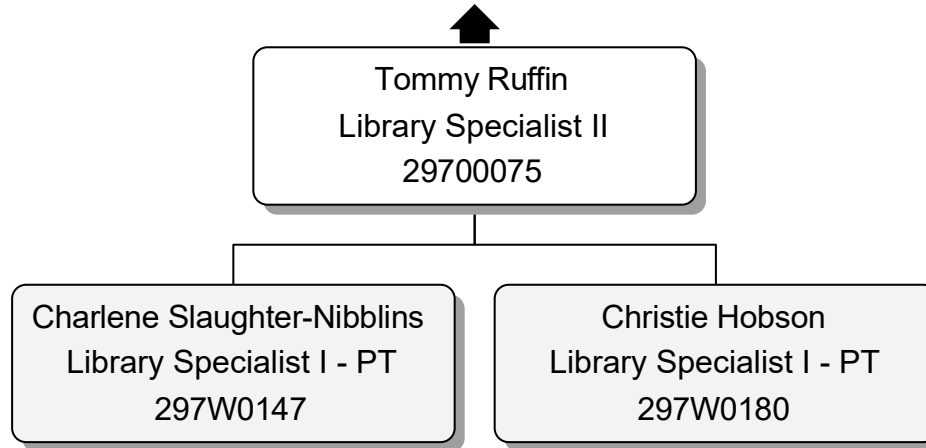 Tommy Ruffin
Library Specialist II
29700075
Charlene Slaughter-Nibblins
Library Specialist I - PT
297W0147
Christie Hobson
Library Specialist I - PT
297W0180